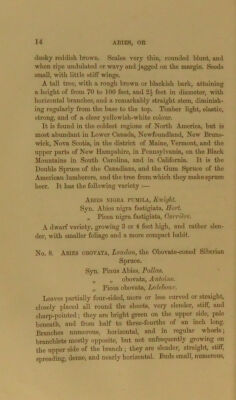 14 ABIES, OR
dusky reddish brown. Scales very thin, rounded blunt, and
when ripe undulated or wavy and jagged on the margin. Seeds
small, with little stiff wings.
A tall tree, with a rough brown or blackish bark, attaining
a height of from 70 to 100 feet, and 2½ feet in diameter, with
horizontal branches, and a remarkably straight stem, diminish-
ing regularly from the base to the top. Timber light, elastic,
strong, and of a clear yellowish-white colour.
It is found in the coldest regions of North America, but is
most abundant in Lower Canada, Newfoundland, New Bruns-
wick, Nova Scotia, in the district of Maine, Vermont, and the
upper parts of New Hampshire, in Pennsylvania, on the Black
Mountains in South Carolina, and in California. It is the
Double Spruce of the Canadians, and the Gum Spruce of the
American lumberers, and the tree from which they make spruce
beer. It has the following variety :—
ABIES NIGRA PUMILA, Knight.
Syn. Abies nigra fastigiata, Hort.
„ Picea nigra fastigiata, Carrière.
A dwarf variety, growing 3 or 4 feet high, and rather slen-
der, with smaller foliage and a more compact habit.
No. 8. ABIES OBOVATA, Loudon, the Obovate-coned Siberian
Spruce.
Syn. Pinus Abies, Pallas.
„ „ obovata, Antoine.
„ Picea obovata, Ledebour.
Leaves partially four-sided, more or less curved or straight,
closely placed all round the shoots, very slender, stiff, and
sharp-pointed; they are bright green on the upper side, pale
beneath, and from half to three-fourths of an inch long.
Branches numerous, horizontal, and in regular whorls;
branchlets mostly opposite, but not unfrequently growing on
the upper side of the branch; they are slender, straight, stiff,
spreading, dense, and nearly horizontal. Buds small, numerous,